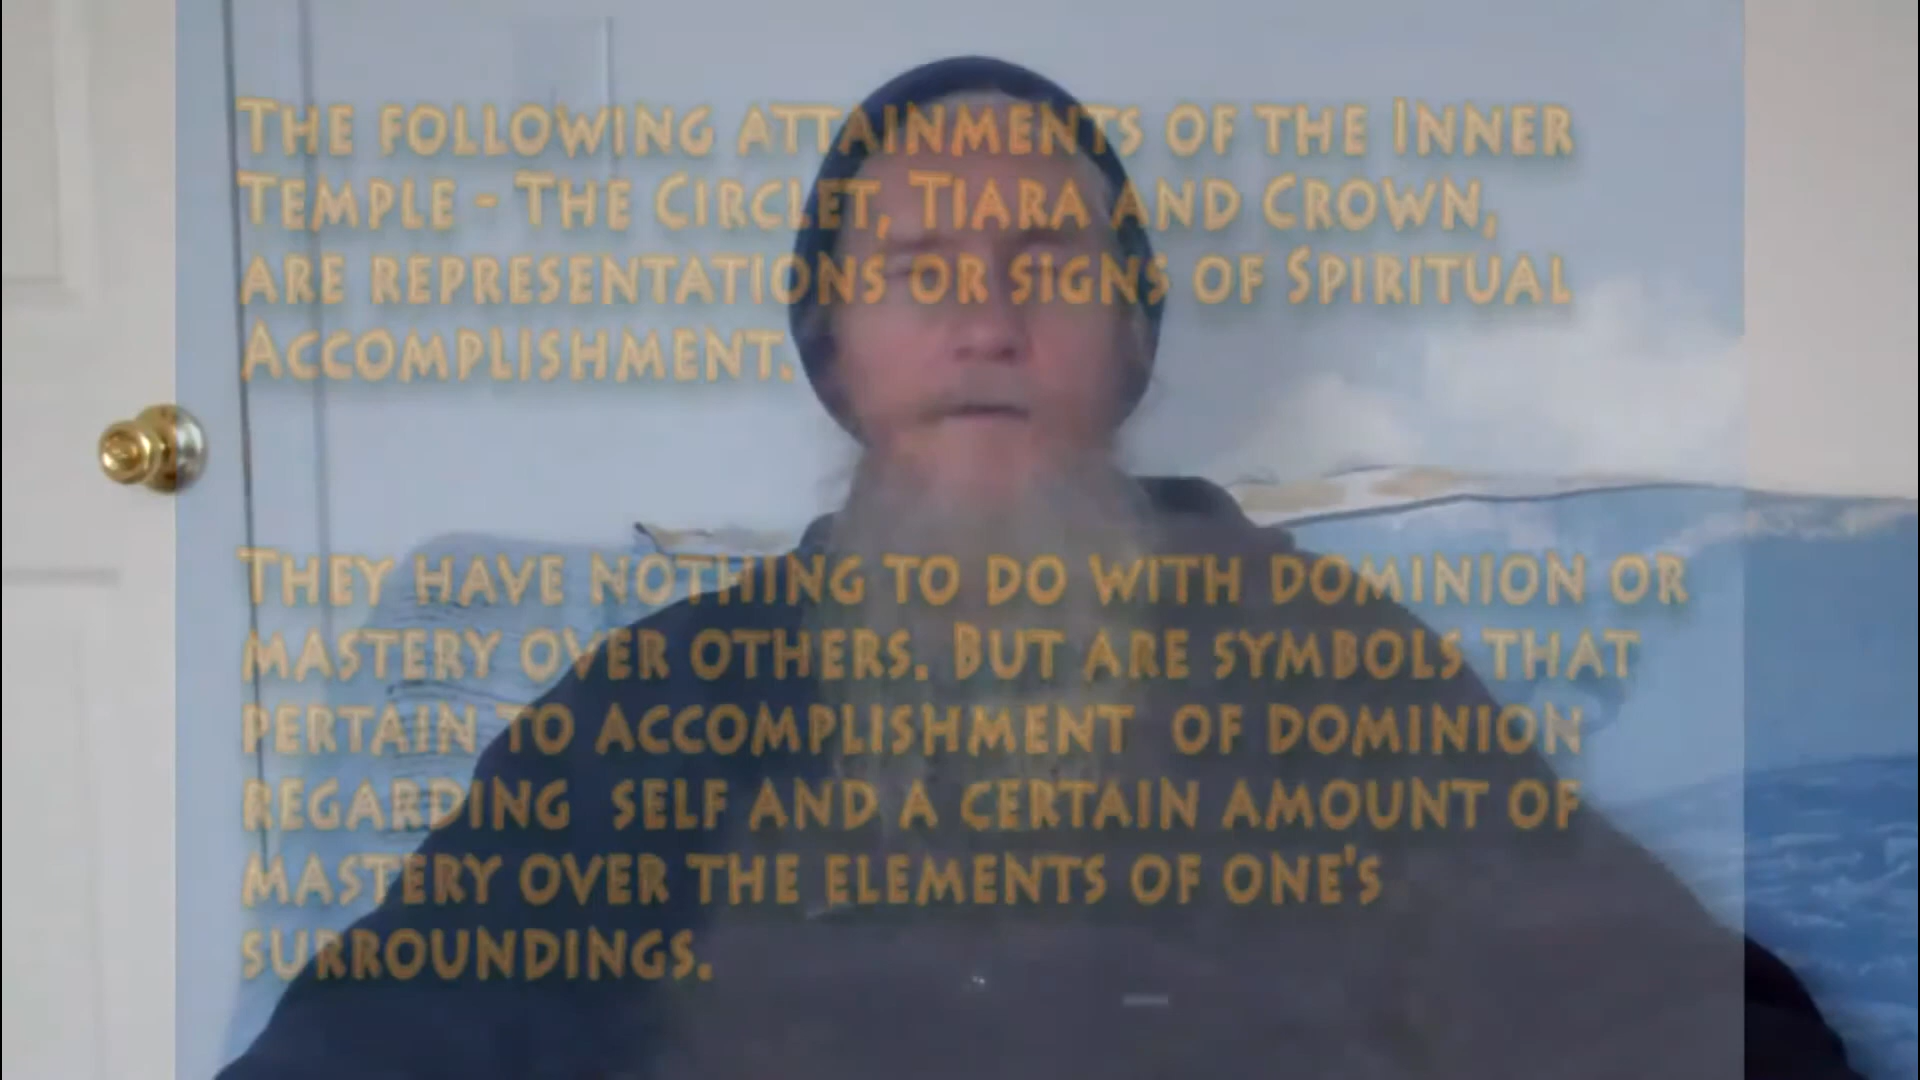 The following attainments of the Inner
Temple - The Circlet, Tiara and Crown,
are representations or signs of Spiritual
Accomplishment.
They have nothing to do with dominion or
mastery over others. But are symbols that
pertain to accomplishment of dominion
regarding self and a certain amount of
mastery over the elements of one's
surroundings.